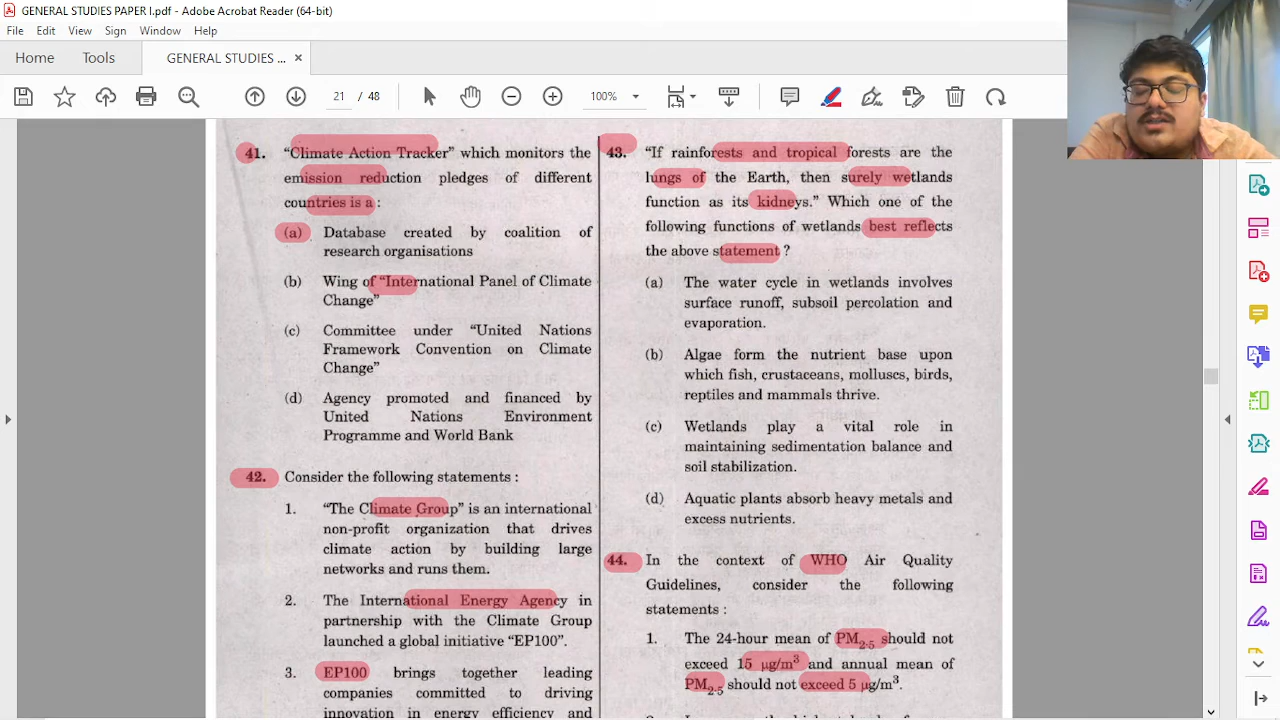 GENERAL STUDIES PAPER I.pdf - Adobe Acrobat Reader (64-bit)
File Edit View Sign Window Help
Home Tools GENERAL STUDIES ... ×
21 / 48 100%
41. "Climate Action Tracker" which monitors the
emission reduction pledges of different
countries is a :
(a) Database created by coalition of
research organisations
(b) Wing of "International Panel of Climate
Change"
(c) Committee under "United Nations
Framework Convention on Climate
Change"
(d) Agency promoted and financed by
United Nations Environment
Programme and World Bank
42. Consider the following statements :
1. "The Climate Group" is an international
non-profit organization that drives
climate action by building large
networks and runs them.
2. The International Energy Agency in
partnership with the Climate Group
launched a global initiative "EP100".
3. EP100 brings together leading
companies committed to driving
innovation in energy efficiency and
43. "If rainforests and tropical forests are the
lungs of the Earth, then surely wetlands
function as its kidneys." Which one of the
following functions of wetlands best reflects
the above statement ?
(a) The water cycle in wetlands involves
surface runoff, subsoil percolation and
evaporation.
(b) Algae form the nutrient base upon
which fish, crustaceans, molluscs, birds,
reptiles and mammals thrive.
(c) Wetlands play a vital role in
maintaining sedimentation balance and
soil stabilization.
(d) Aquatic plants absorb heavy metals and
excess nutrients.
44. In the context of WHO Air Quality
Guidelines, consider the following
statements :
1. The 24-hour mean of PM2.5 should not
exceed 15 µg/m³ and annual mean of
PM2.5 should not exceed 5 µg/m³.